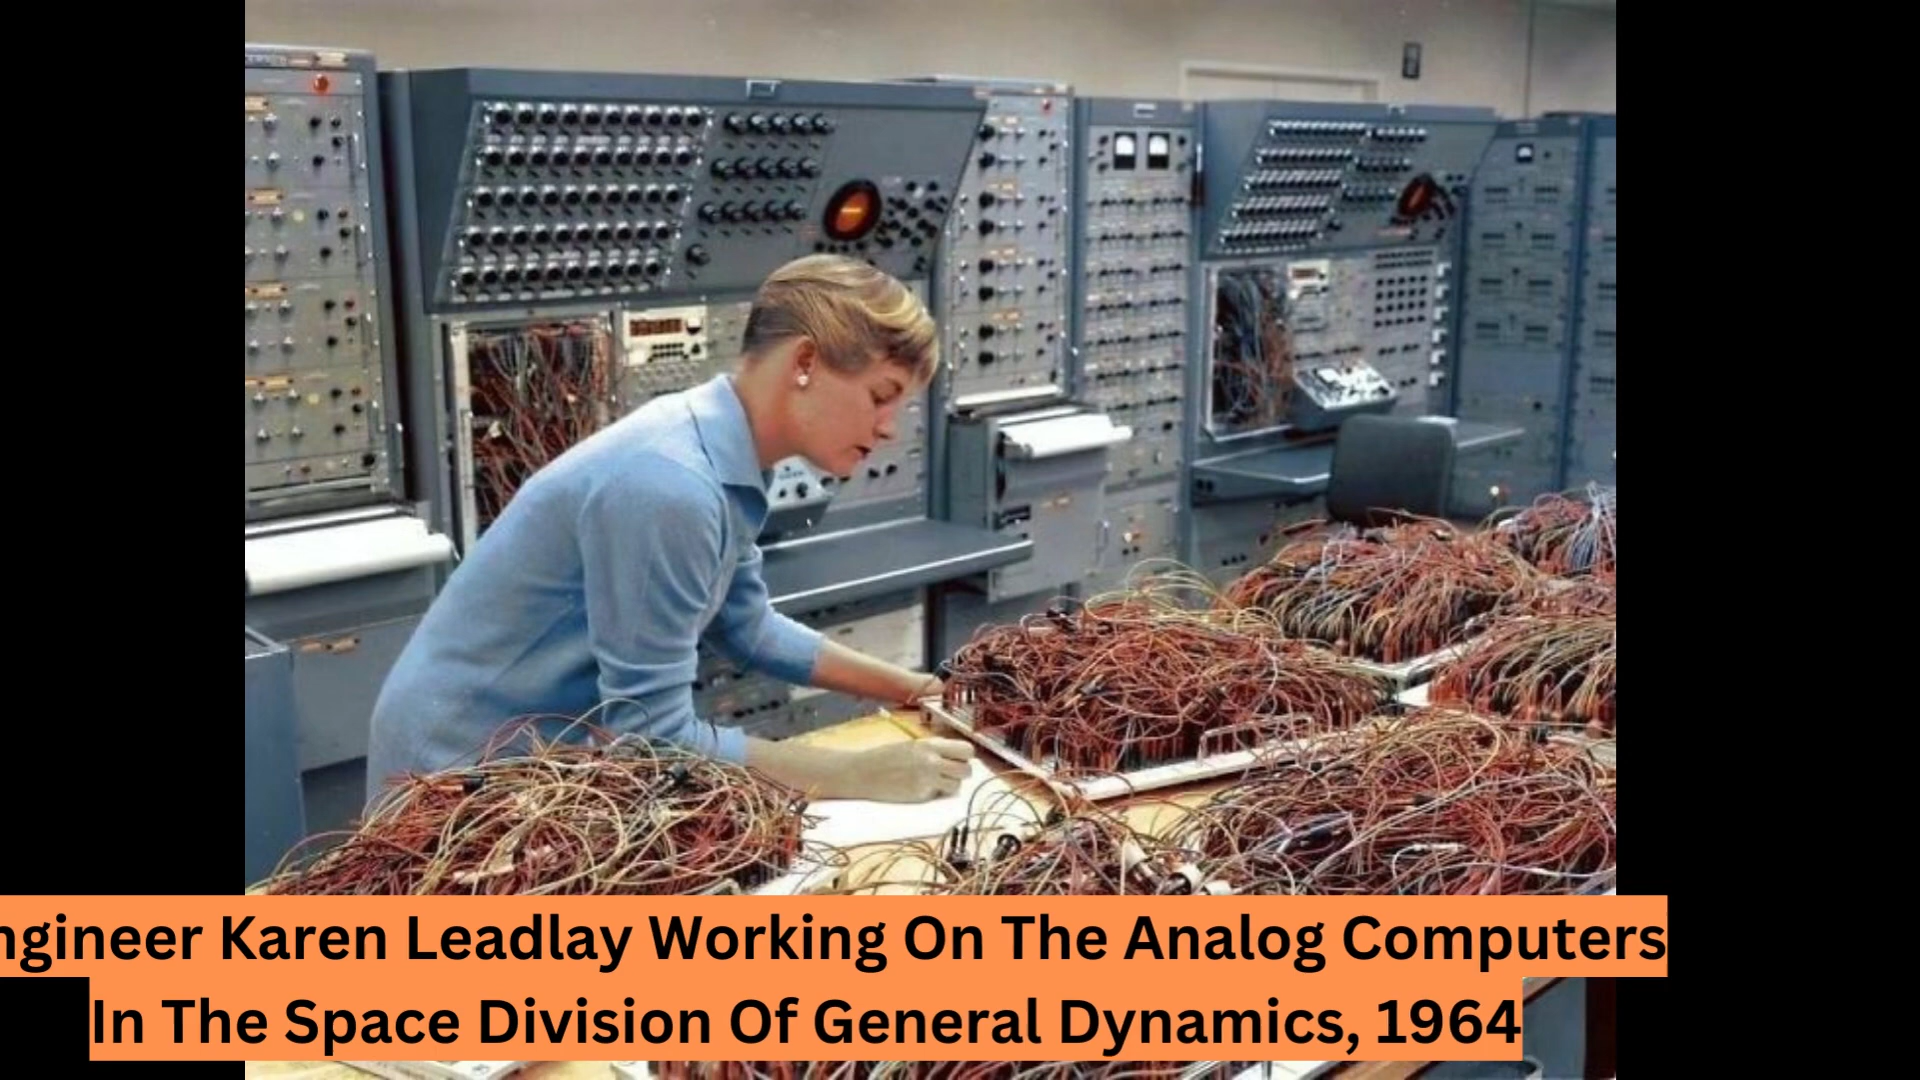 ngineer Karen Leadlay Working On The Analog Computers
In The Space Division Of General Dynamics, 1964